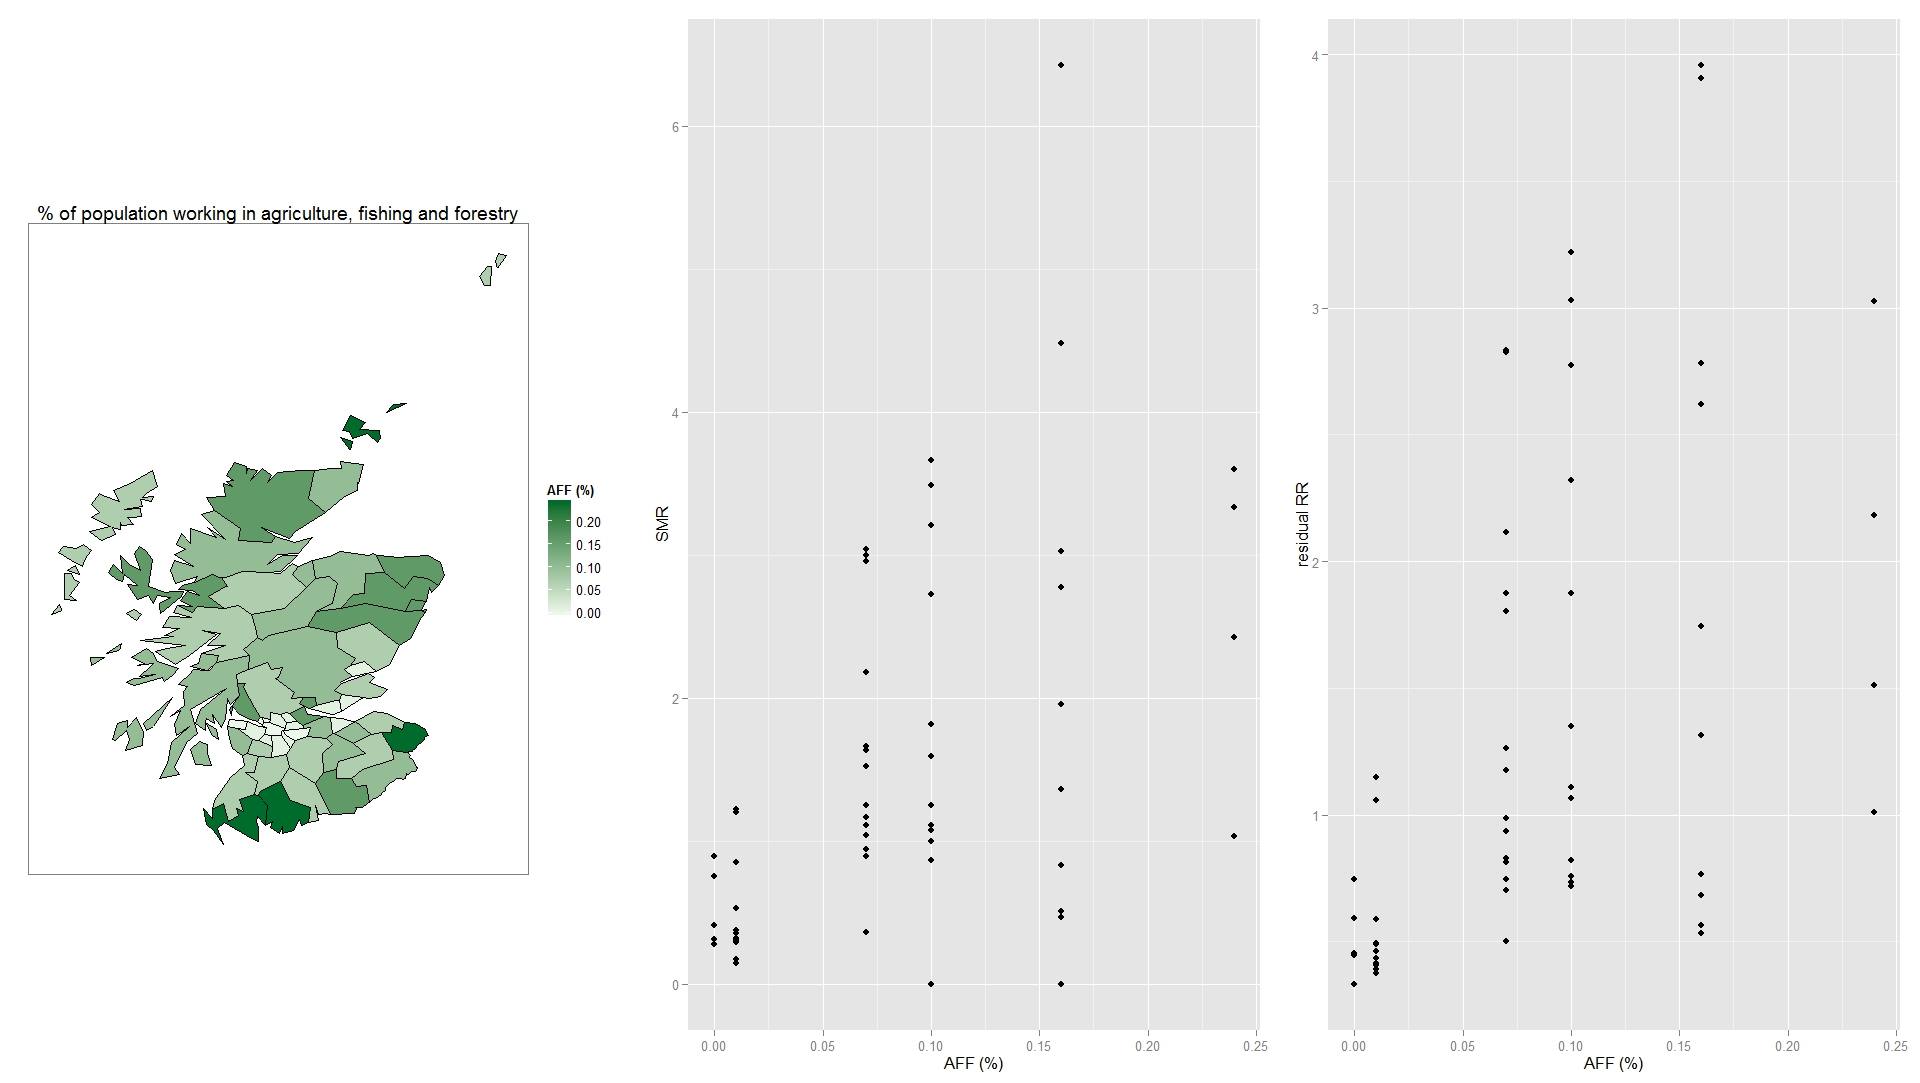 % of population working in agriculture, fishing and forestry
AFF (%)
0.20
0.15
0.10
0.05
0.00
SMR
6
4
2
0
0.00 0.05 0.10 0.15 0.20 0.25
AFF (%)
residual RR
4
3
2
1
0.00 0.05 0.10 0.15 0.20 0.25
AFF (%)